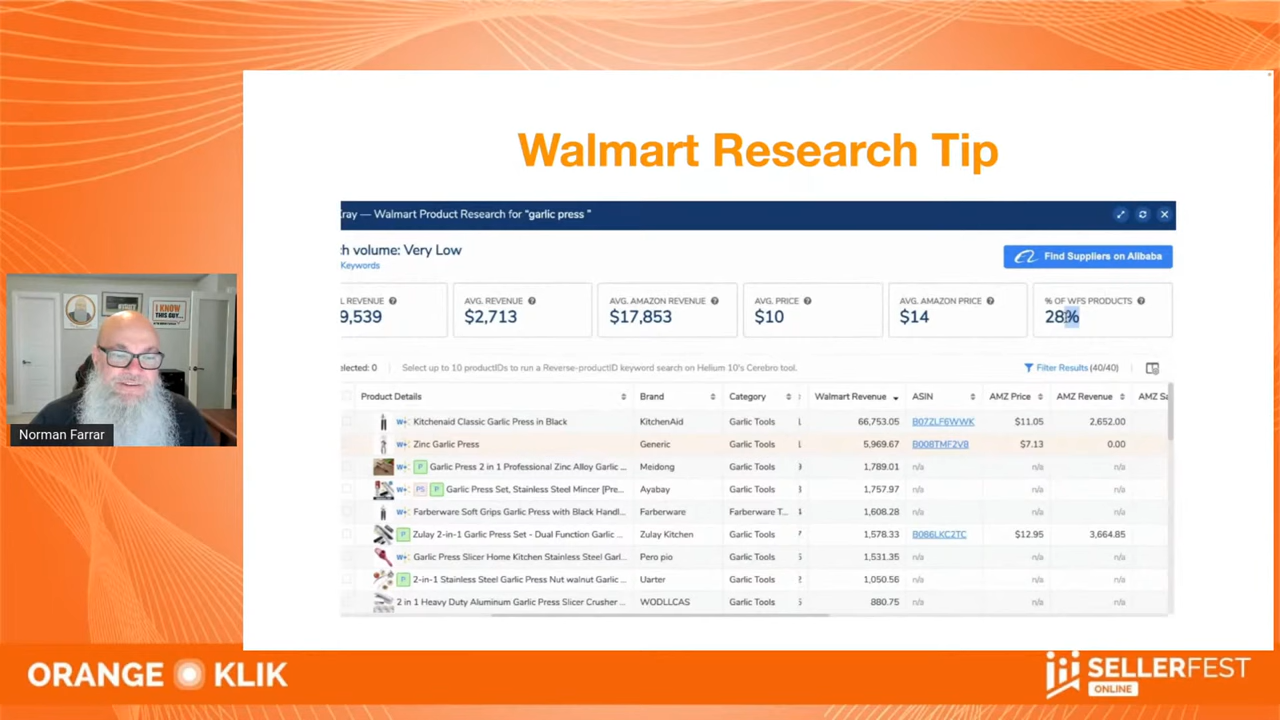 Walmart Research Tip
Xray — Walmart Product Research for "garlic press "
ch volume: Very Low
Keywords
Find Suppliers on Alibaba
L REVENUE ? AVG. REVENUE ? AVG. AMAZON REVENUE ? AVG. PRICE ? AVG. AMAZON PRICE ? % OF WFS PRODUCTS ?
9,539 $2,713 $17,853 $10 $14 28%
elected: 0 Select up to 10 productIDs to run a Reverse-productID keyword search on Helium 10's Cerebro tool. Filter Results (40/40)
Product Details Brand Category Walmart Revenue ASIN AMZ Price AMZ Revenue AMZ Sa
W+ Kitchenaid Classic Garlic Press in Black KitchenAid Garlic Tools 66,753.05 B07ZLF6WWK $11.05 2,652.00
W+ Zinc Garlic Press Generic Garlic Tools 5,969.67 B008TMF2VB $7.13 0.00
W+ P Garlic Press 2 in 1 Professional Zinc Alloy Garlic ... Meidong Garlic Tools 1,789.01 n/a n/a n/a
W+ PS P Garlic Press Set, Stainless Steel Mincer [Pre... Ayabay Garlic Tools 1,757.97 n/a n/a n/a
W+ Farberware Soft Grips Garlic Press with Black Handl... Farberware Farberware T... 1,608.28 n/a n/a n/a
P Zulay 2-in-1 Garlic Press Set - Dual Function Garlic ... Zulay Kitchen Garlic Tools 1,578.33 B086LKC2TC $12.95 3,664.85
W+ Garlic Press Slicer Home Kitchen Stainless Steel Garl... Pero pio Garlic Tools 1,531.35 n/a n/a n/a
P 2-in-1 Stainless Steel Garlic Press Nut walnut Garlic ... Uarter Garlic Tools 1,050.56 n/a n/a n/a
2 in 1 Heavy Duty Aluminum Garlic Press Slicer Crusher ... WODLLCAS Garlic Tools 880.75 n/a n/a n/a
I KNOW
THIS GUY...
Norman Farrar
ORANGE KLIK
SELLERFEST
ONLINE